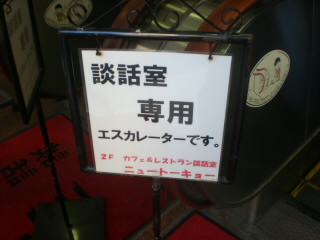 談話室
専用
エスカレーターです。
2F カフェ&レストラン談話室
ニュートーキョー